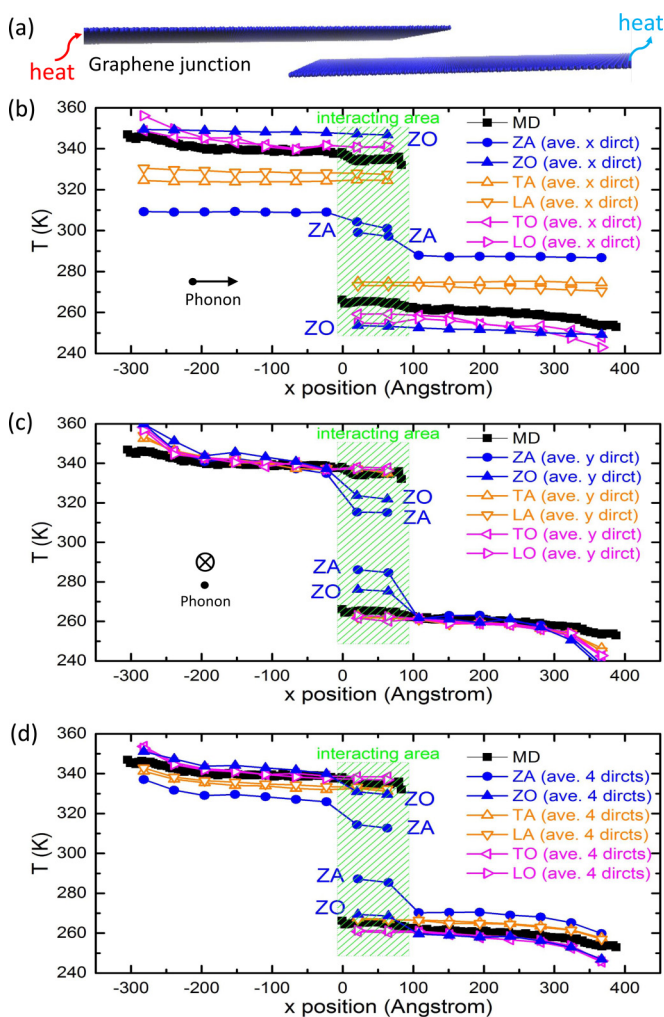 (a)
heat
heat
Graphene junction
(b)
360
340
320
300
280
260
240
T (K)
interacting area
ZO
ZA
ZA
ZO
Phonon
MD
ZA (ave. x dirct)
ZO (ave. x dirct)
TA (ave. x dirct)
LA (ave. x dirct)
TO (ave. x dirct)
LO (ave. x dirct)
-300 -200 -100 0 100 200 300 400
x position (Angstrom)
(c)
360
340
320
300
280
260
240
T (K)
interacting area
ZO
ZA
ZA
ZO
Phonon
MD
ZA (ave. y dirct)
ZO (ave. y dirct)
TA (ave. y dirct)
LA (ave. y dirct)
TO (ave. y dirct)
LO (ave. y dirct)
-300 -200 -100 0 100 200 300 400
x position (Angstrom)
(d)
360
340
320
300
280
260
240
T (K)
interacting area
ZO
ZA
ZA
ZO
MD
ZA (ave. 4 dircts)
ZO (ave. 4 dircts)
TA (ave. 4 dircts)
LA (ave. 4 dircts)
TO (ave. 4 dircts)
LO (ave. 4 dircts)
-300 -200 -100 0 100 200 300 400
x position (Angstrom)